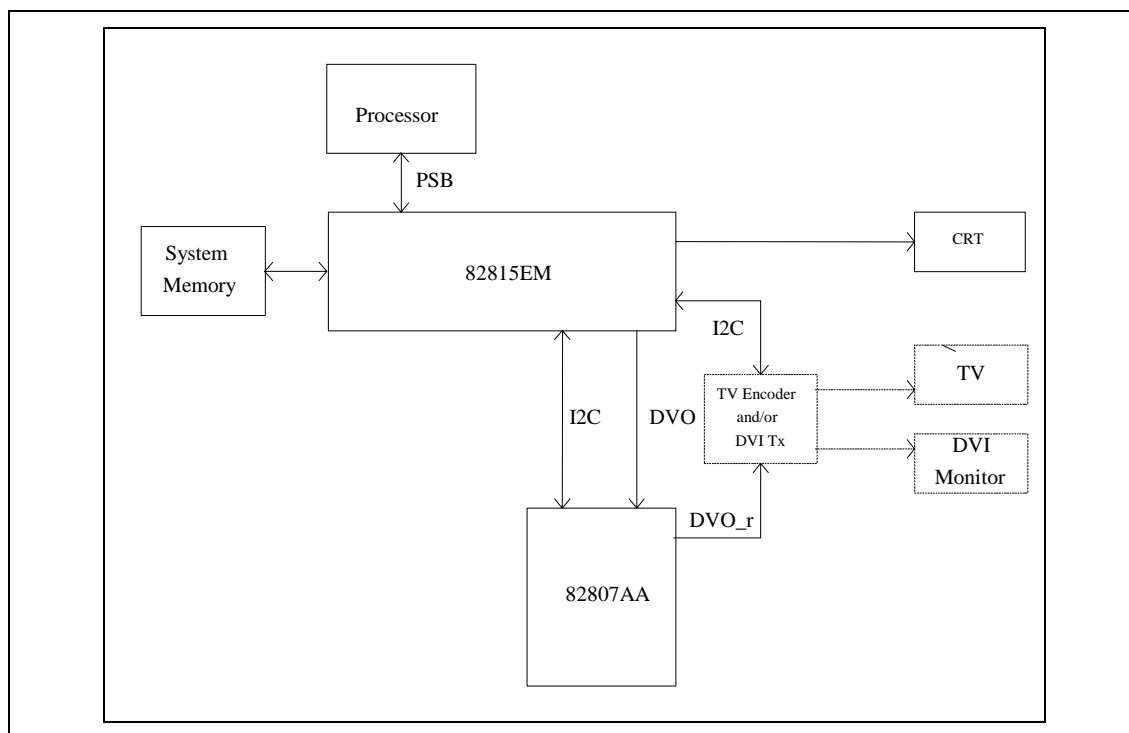 Processor
PSB
System
Memory
82815EM
CRT
I2C
I2C
DVO
TV Encoder
and/or
DVI Tx
TV
DVI
Monitor
DVO_r
82807AA